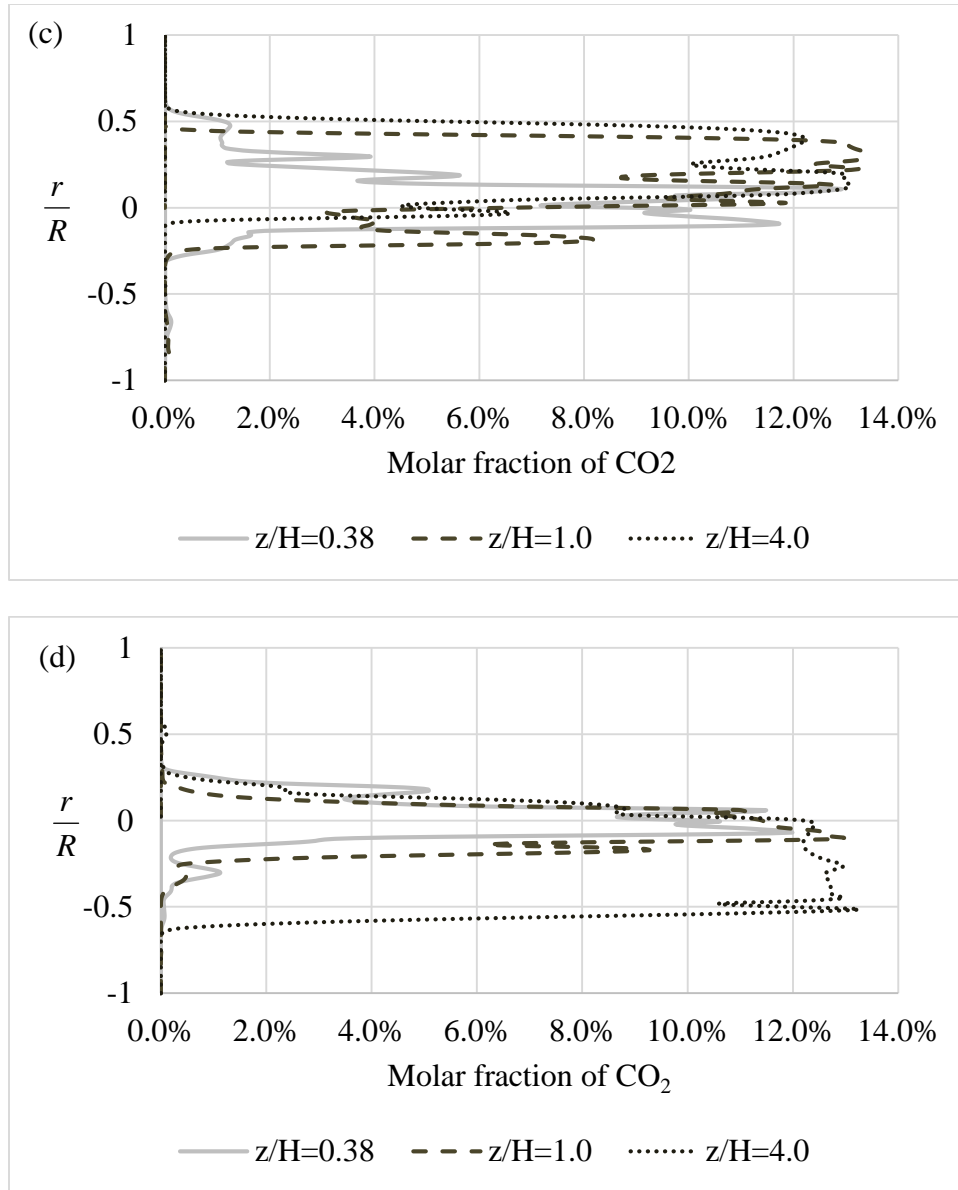 (c)
1
0.5
0
-0.5
-1
r
R
0.0% 2.0% 4.0% 6.0% 8.0% 10.0% 12.0% 14.0%
Molar fraction of CO2
z/H=0.38 z/H=1.0 z/H=4.0
(d)
1
0.5
0
-0.5
-1
r
R
0.0% 2.0% 4.0% 6.0% 8.0% 10.0% 12.0% 14.0%
Molar fraction of CO₂
z/H=0.38 z/H=1.0 z/H=4.0